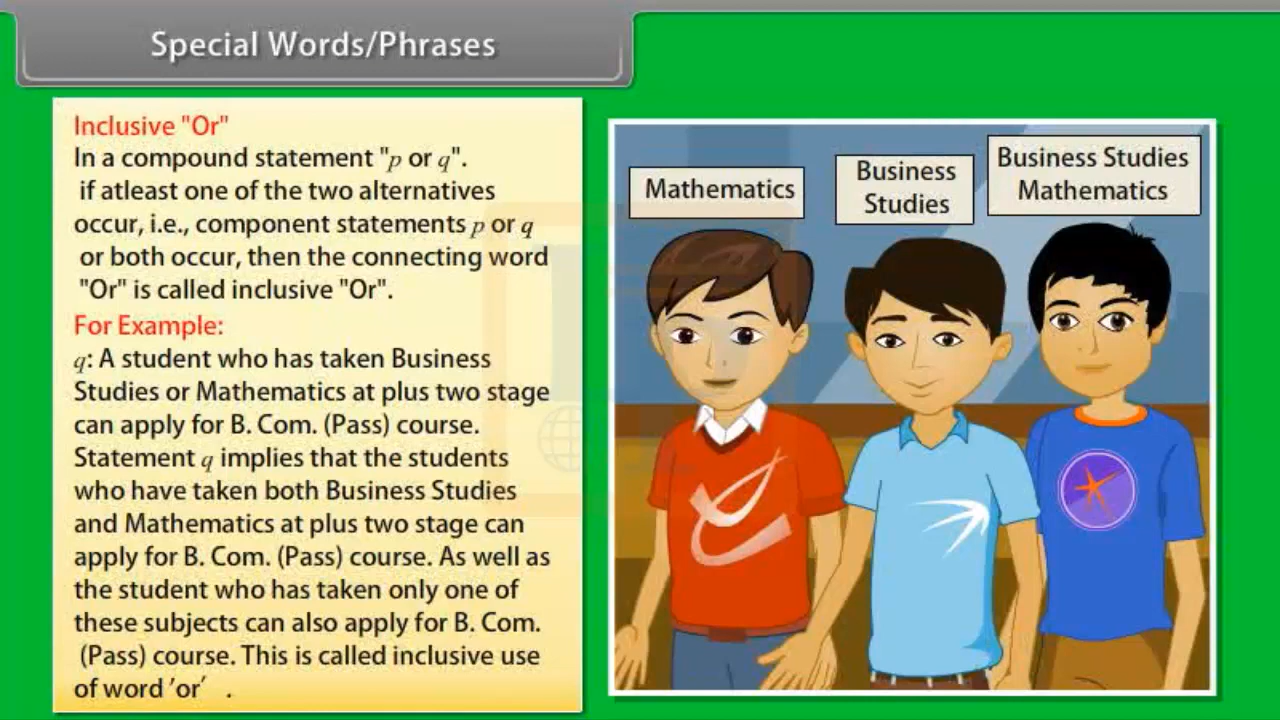 Special Words/Phrases
Inclusive "Or"
In a compound statement "p or q".
if atleast one of the two alternatives
occur, i.e., component statements p or q
or both occur, then the connecting word
"Or" is called inclusive "Or".
For Example:
q: A student who has taken Business
Studies or Mathematics at plus two stage
can apply for B. Com. (Pass) course.
Statement q implies that the students
who have taken both Business Studies
and Mathematics at plus two stage can
apply for B. Com. (Pass) course. As well as
the student who has taken only one of
these subjects can also apply for B. Com.
(Pass) course. This is called inclusive use
of word ′or′ .
Mathematics
Business
Studies
Business Studies
Mathematics